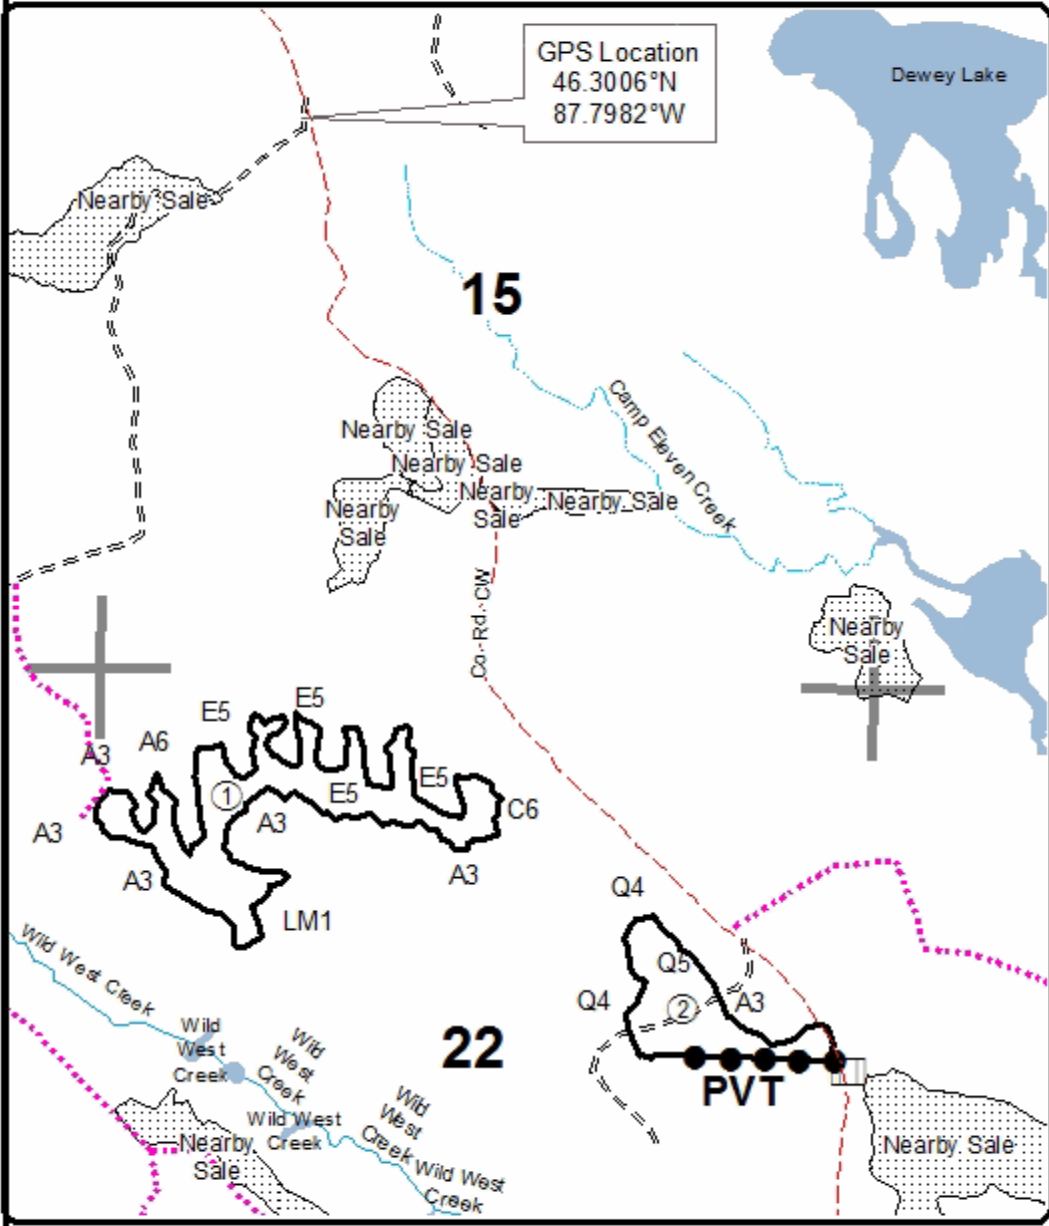 GPS Location
46.3006°N
87.7982°W
Dewey Lake
Nearby Sale
15
Camp Eleven Creek
Nearby Sale
Nearby Sale
Nearby
Sale
Nearby Sale
Nearby
Sale
Co. Rd. CW
Nearby
Sale
E5
E5
A6
A3
E5
E5
1
C6
A3
A3
A3
A3
LM1
Q4
Q5
Q4
2
A3
Wild West Creek
Wild
West
Creek
Wild
West
Creek
22
PVT
Wild West
Creek
Wild
West
Creek
Nearby
Sale
Wild West
Creek
Nearby Sale